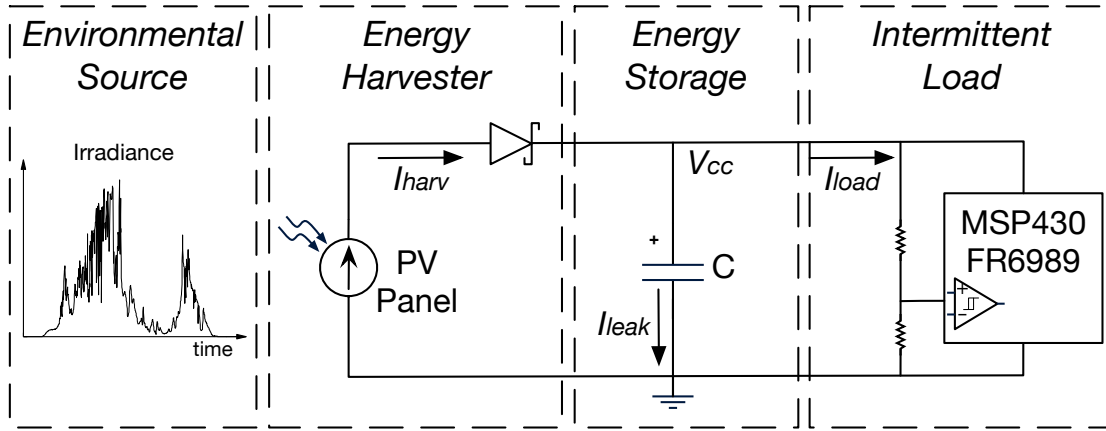 Environmental
Source
Energy
Harvester
Energy
Storage
Intermittent
Load
Irradiance
time
Iharv
PV
Panel
Vcc
+
C
Ileak
Iload
MSP430
FR6989
+
-